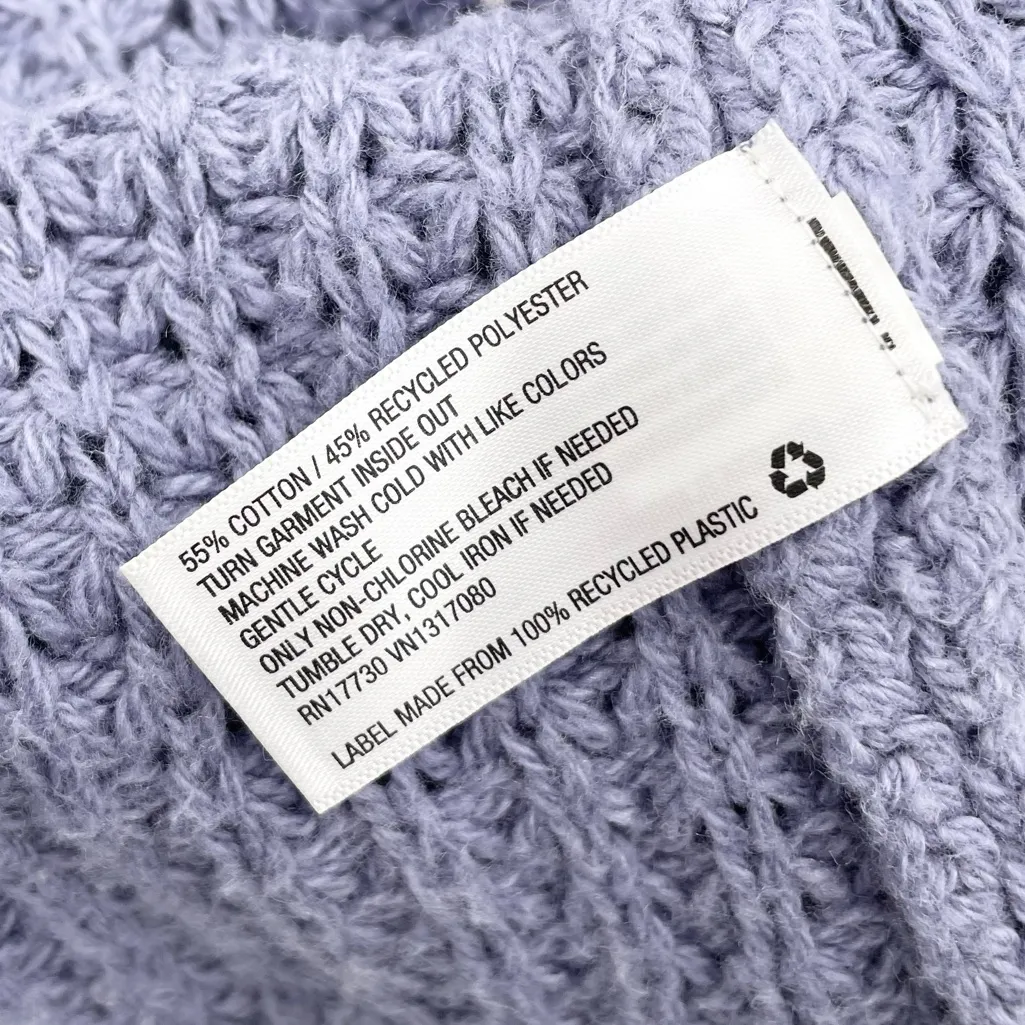 55% COTTON / 45% RECYCLED POLYESTER
TURN GARMENT INSIDE OUT
MACHINE WASH COLD WITH LIKE COLORS
GENTLE CYCLE
ONLY NON-CHLORINE BLEACH IF NEEDED
TUMBLE DRY, COOL IRON IF NEEDED
RN17730 VN1317080
LABEL MADE FROM 100% RECYCLED PLASTIC